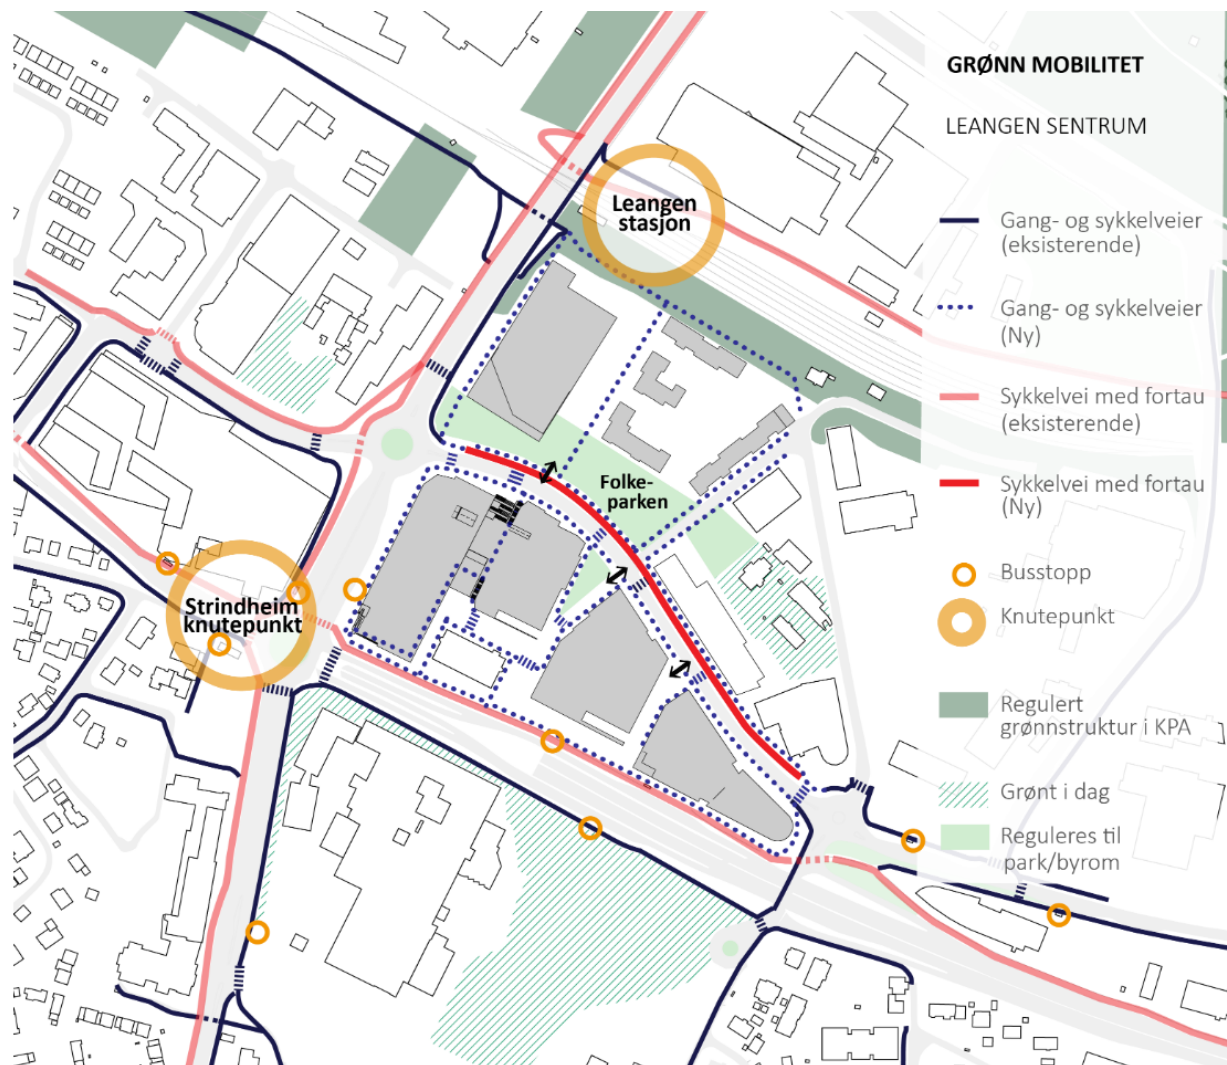 GRØNN MOBILITET
LEANGEN SENTRUM
Leangen
stasjon
Gang- og sykkelveier
(eksisterende)
Gang- og sykkelveier
(Ny)
Sykkelvei med fortau
(eksisterende)
Folke-
parken
Sykkelvei med fortau
(Ny)
Busstopp
Strindheim
knutepunkt
Knutepunkt
Regulert
grønnstruktur i KPA
Grønt i dag
Reguleres til
park/byrom